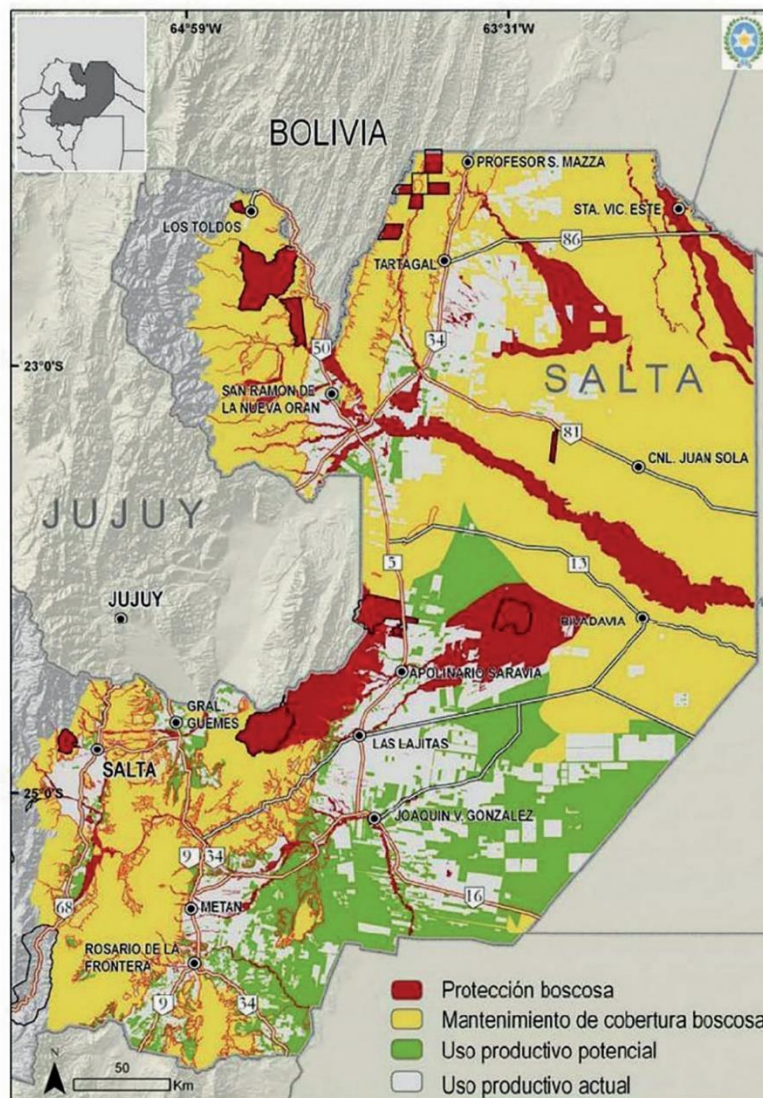 64°59'W
63°31'W
BOLIVIA
PROFESOR S. MAZZA
LOS TOLDOS
STA. VIC. ESTE
86
TARTAGAL
34
50
23°0'S
SALTA
SAN RAMON DE
LA NUEVA ORAN
81
CNL. JUAN SOLA
JUJUY
5
13
JUJUY
RIVADAVIA
APOLINARIO SARAVIA
GRAL.
GUEMES
LAS LAJITAS
SALTA
25°0'S
JOAQUIN V. GONZALEZ
9
34
16
68
METAN
ROSARIO DE LA
FRONTERA
9
34
Protección boscosa
Mantenimiento de cobertura boscosa
Uso productivo potencial
Uso productivo actual
N
50
Km